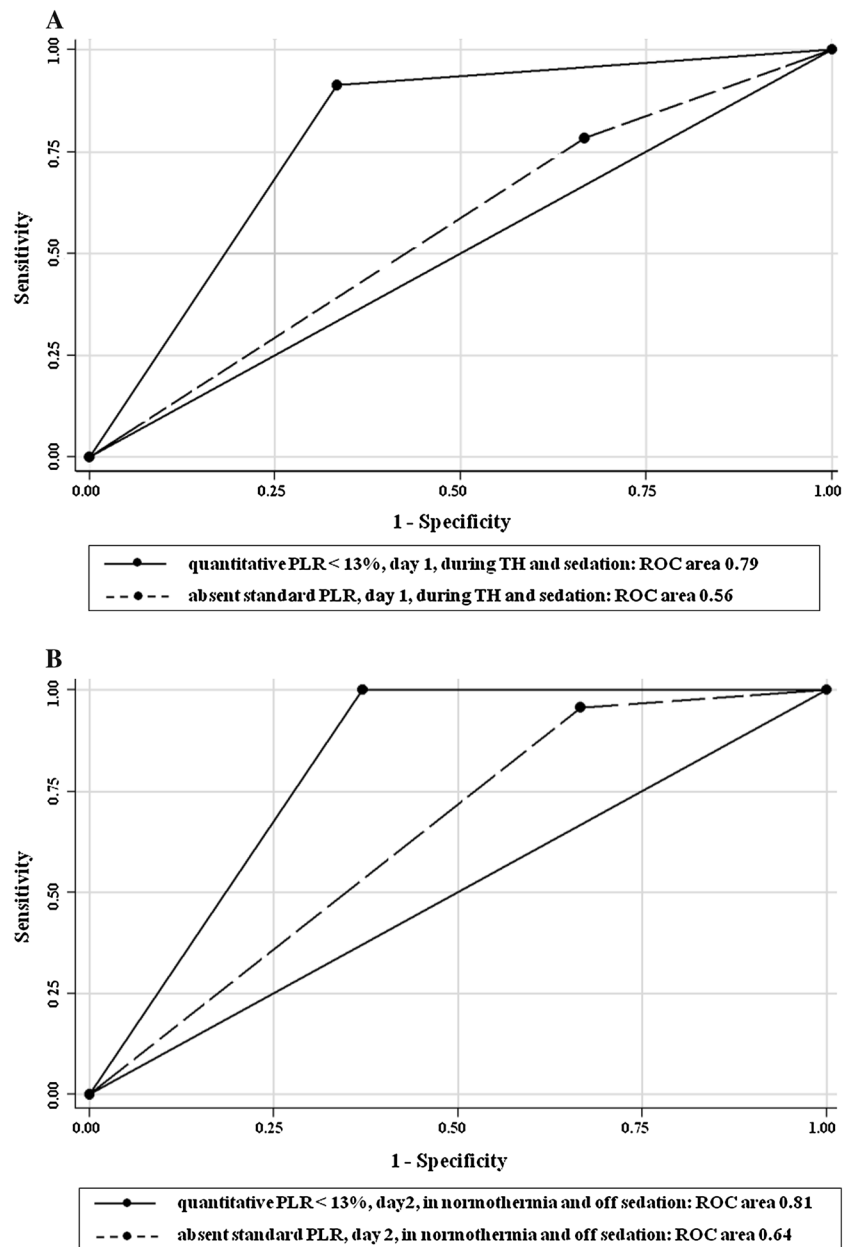 A
1.00
0.75
0.50
0.25
0.00
Sensitivity
0.00 0.25 0.50 0.75 1.00
1 - Specificity
quantitative PLR < 13%, day 1, during TH and sedation: ROC area 0.79
absent standard PLR, day 1, during TH and sedation: ROC area 0.56
B
1.00
0.75
0.50
0.25
0.00
Sensitivity
0.00 0.25 0.50 0.75 1.00
1 - Specificity
quantitative PLR < 13%, day2, in normothermia and off sedation: ROC area 0.81
absent standard PLR, day 2, in normothermia and off sedation: ROC area 0.64